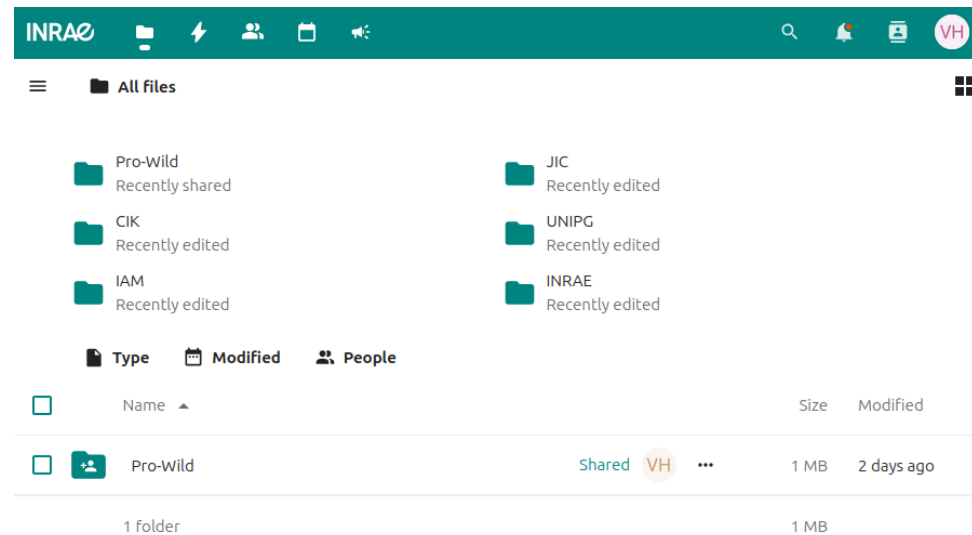 INRAE
VH
All files
Pro-Wild
Recently shared
JIC
Recently edited
CIK
Recently edited
UNIPG
Recently edited
IAM
Recently edited
INRAE
Recently edited
Type Modified People
Name Size Modified
Pro-Wild Shared VH ••• 1 MB 2 days ago
1 folder 1 MB